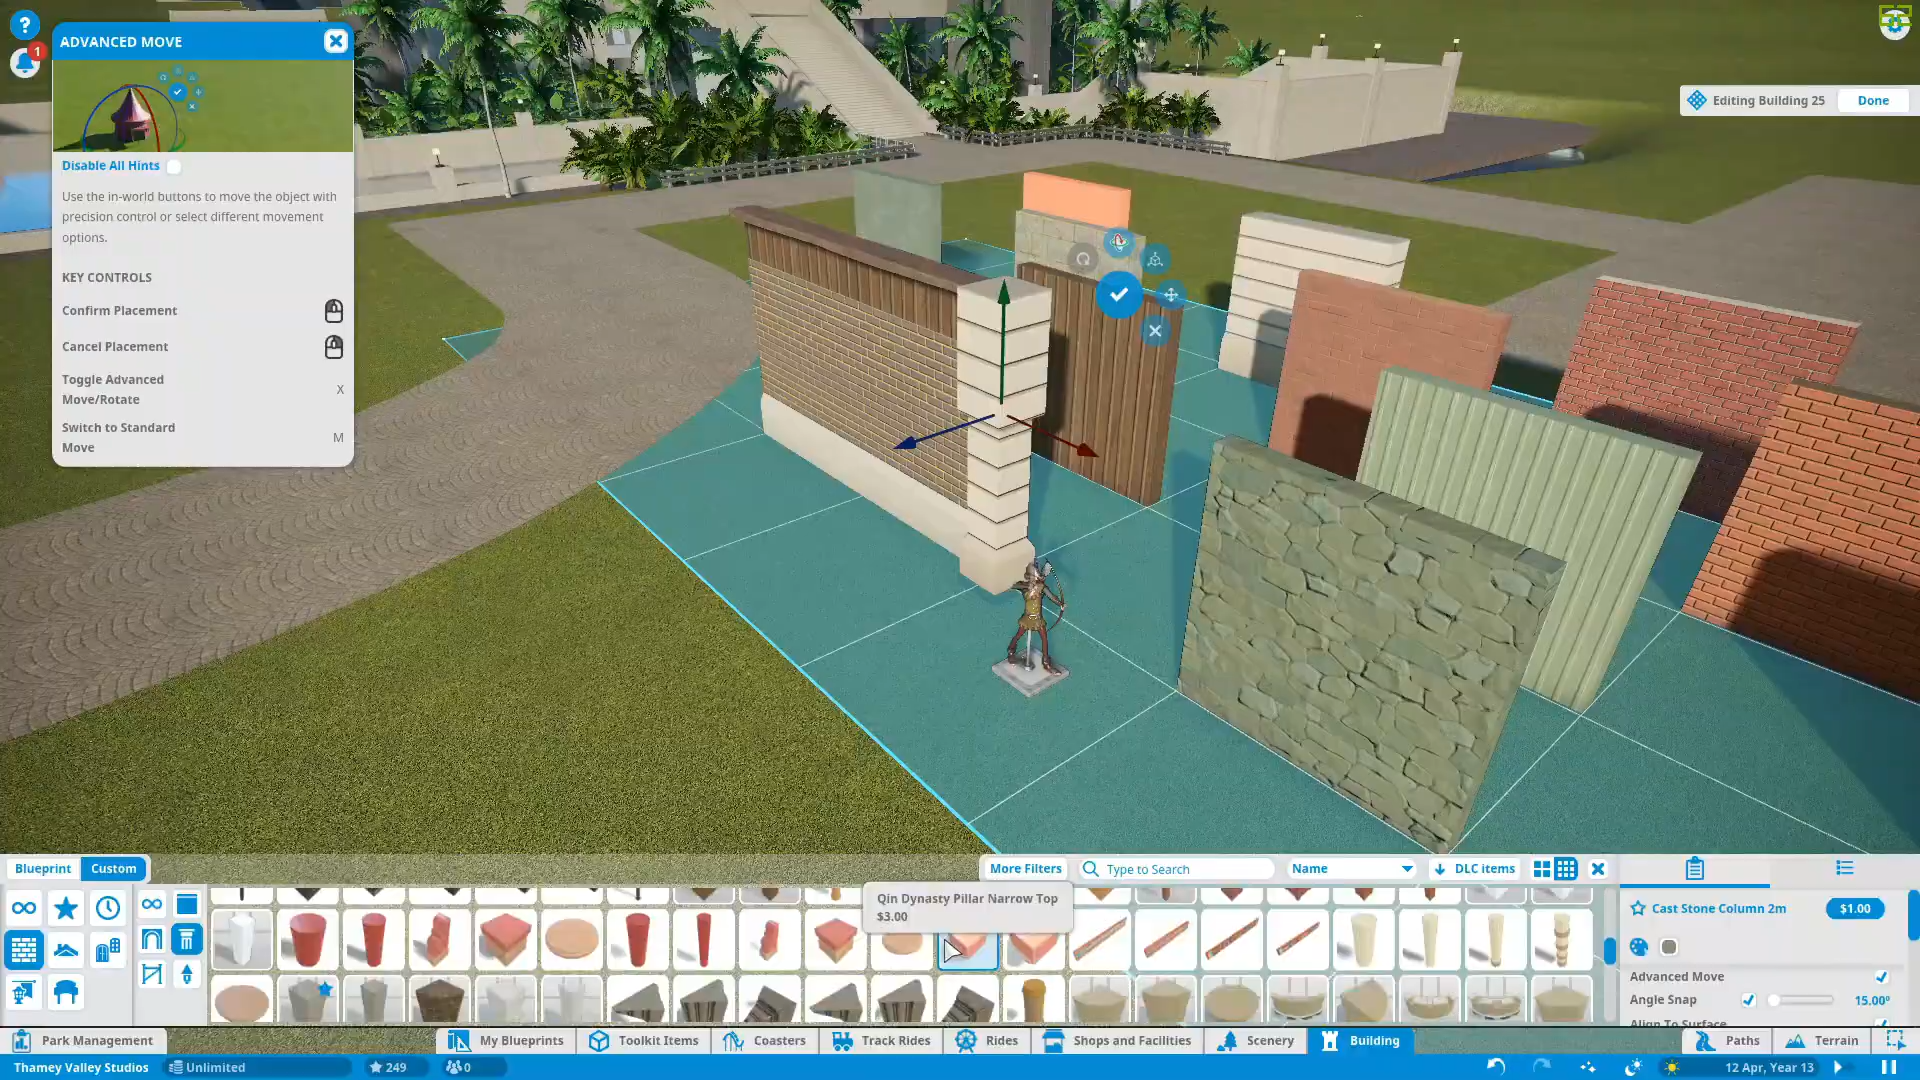 ?
1
ADVANCED MOVE
Disable All Hints
Use the in-world buttons to move the object with
precision control or select different movement
options.
KEY CONTROLS
Confirm Placement
Cancel Placement
Toggle Advanced
Move/Rotate
X
Switch to Standard
Move
M
Editing Building 25
Done
Blueprint
Custom
More Filters
Type to Search
Name
DLC items
Qin Dynasty Pillar Narrow Top
$3.00
Cast Stone Column 2m
$1.00
Advanced Move
Angle Snap
15.00°
Align To Surface
Park Management
My Blueprints
Toolkit Items
Coasters
Track Rides
Rides
Shops and Facilities
Scenery
Building
Paths
Terrain
Thamey Valley Studios
Unlimited
249
0
12 Apr, Year 13